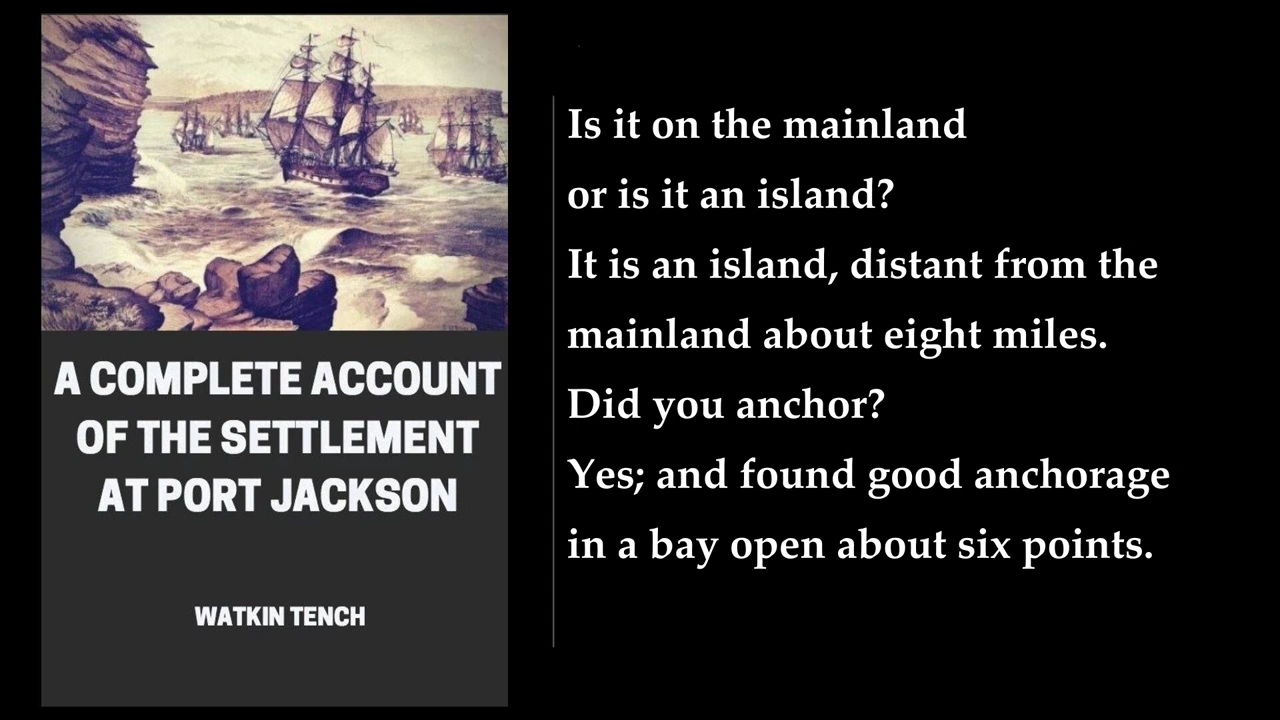 A COMPLETE ACCOUNT
OF THE SETTLEMENT
AT PORT JACKSON
WATKIN TENCH
Is it on the mainland
or is it an island?
It is an island, distant from the
mainland about eight miles.
Did you anchor?
Yes; and found good anchorage
in a bay open about six points.